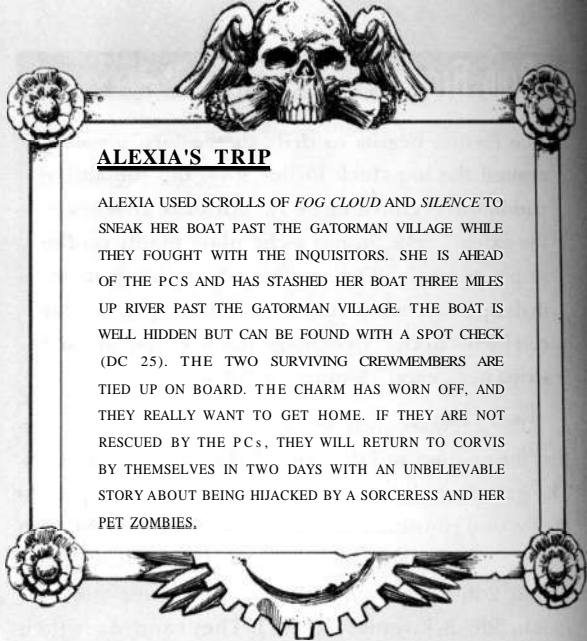 ALEXIA'S TRIP
ALEXIA USED SCROLLS OF FOG CLOUD AND SILENCE TO
SNEAK HER BOAT PAST THE GATORMAN VILLAGE WHILE
THEY FOUGHT WITH THE INQUISITORS. SHE IS AHEAD
OF THE PCS AND HAS STASHED HER BOAT THREE MILES
UP RIVER PAST THE GATORMAN VILLAGE. THE BOAT IS
WELL HIDDEN BUT CAN BE FOUND WITH A SPOT CHECK
(DC 25). THE TWO SURVIVING CREWMEMBERS ARE
TIED UP ON BOARD. THE CHARM HAS WORN OFF, AND
THEY REALLY WANT TO GET HOME. IF THEY ARE NOT
RESCUED BY THE PCs, THEY WILL RETURN TO CORVIS
BY THEMSELVES IN TWO DAYS WITH AN UNBELIEVABLE
STORY ABOUT BEING HIJACKED BY A SORCERESS AND HER
PET ZOMBIES.